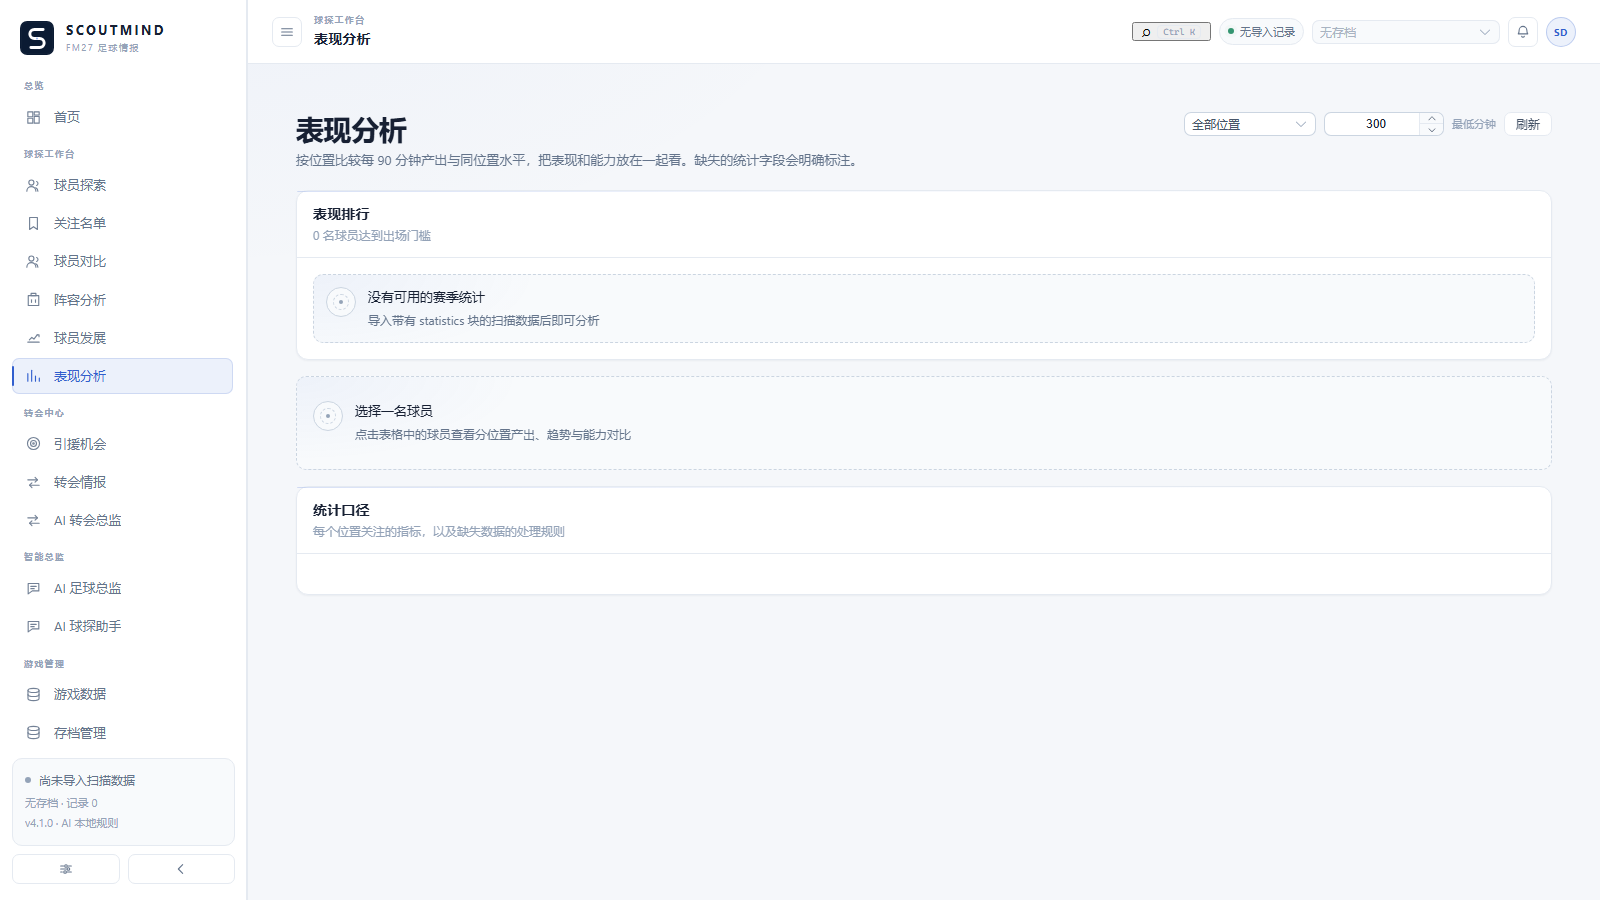 SCOUTMIND
FM27 足球情报
总览
首页
球探工作台
球员探索
关注名单
球员对比
阵容分析
球员发展
表现分析
转会中心
引援机会
转会情报
AI 转会总监
智能总监
AI 足球总监
AI 球探助手
游戏管理
游戏数据
存档管理
尚未导入扫描数据
无存档 · 记录 0
v4.1.0 · AI 本地规则
球探工作台
表现分析
Ctrl K
无导入记录
无存档
SD
表现分析
按位置比较每 90 分钟产出与同位置水平，把表现和能力放在一起看。缺失的统计字段会明确标注。
全部位置
300
最低分钟
刷新
表现排行
0 名球员达到出场门槛
没有可用的赛季统计
导入带有 statistics 块的扫描数据后即可分析
选择一名球员
点击表格中的球员查看分位置产出、趋势与能力对比
统计口径
每个位置关注的指标，以及缺失数据的处理规则